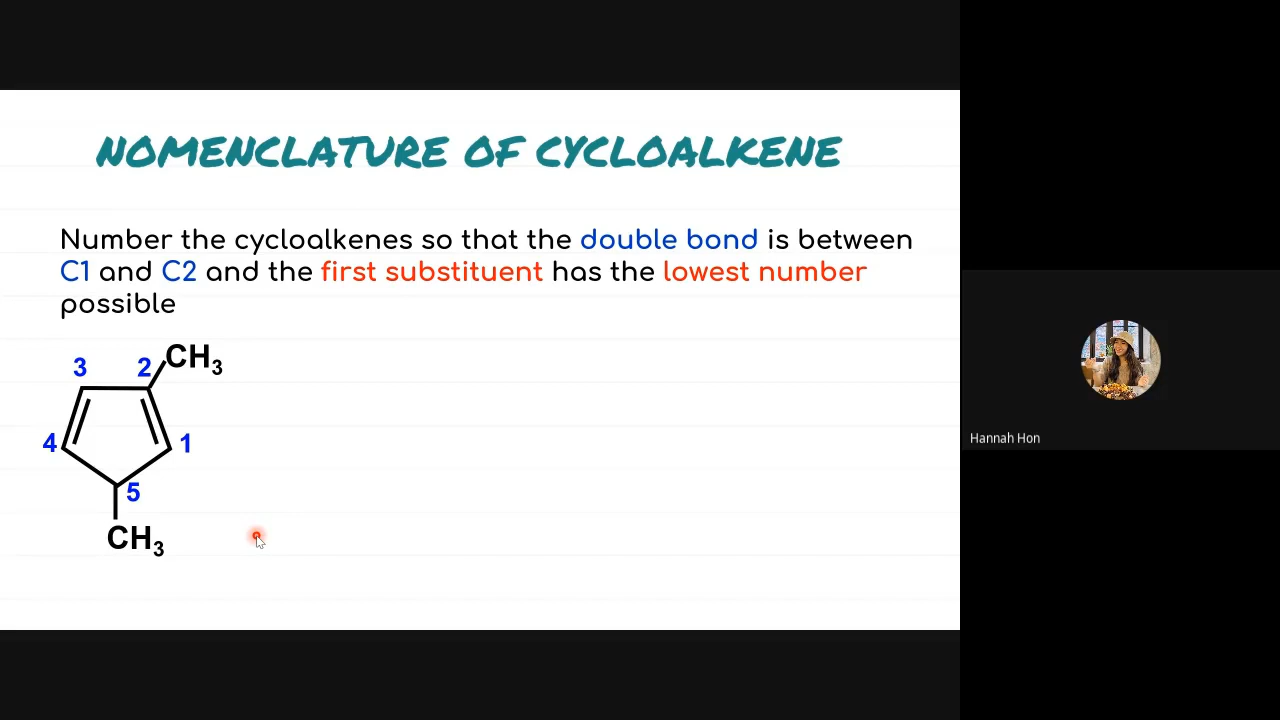 NOMENCLATURE OF CYCLOALKENE
Number the cycloalkenes so that the double bond is between
C1 and C2 and the first substituent has the lowest number
possible
CH3
3 2
4 1
5
CH3
Hannah Hon